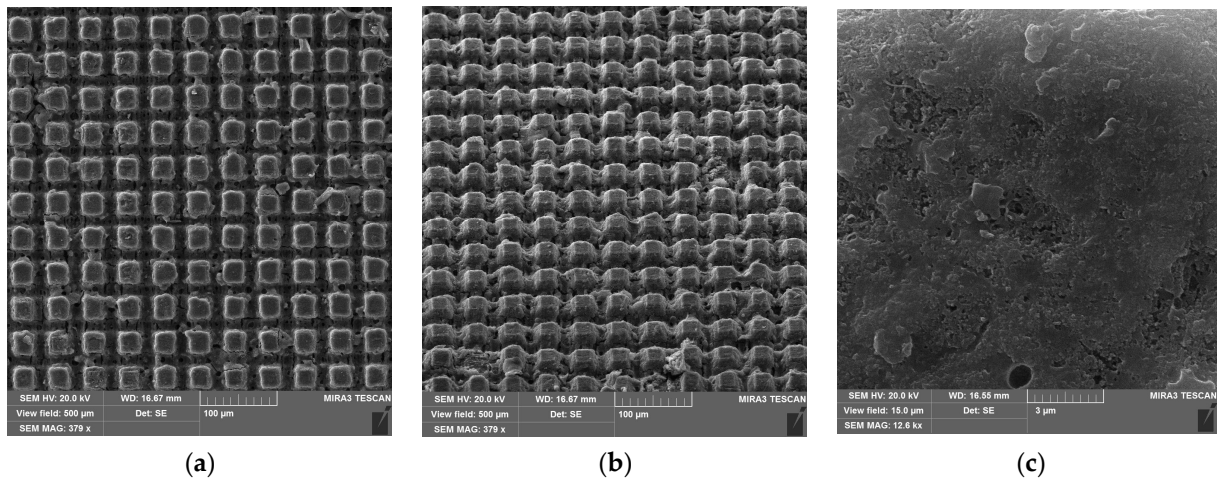 SEM HV: 20.0 kV WD: 16.67 mm MIRA3 TESCAN
View field: 500 µm Det: SE 100 µm
SEM MAG: 379 x
SEM HV: 20.0 kV WD: 16.67 mm MIRA3 TESCAN
View field: 500 µm Det: SE 100 µm
SEM MAG: 379 x
SEM HV: 20.0 kV WD: 16.55 mm MIRA3 TESCAN
View field: 15.0 µm Det: SE 3 µm
SEM MAG: 12.6 kx
(a) (b) (c)